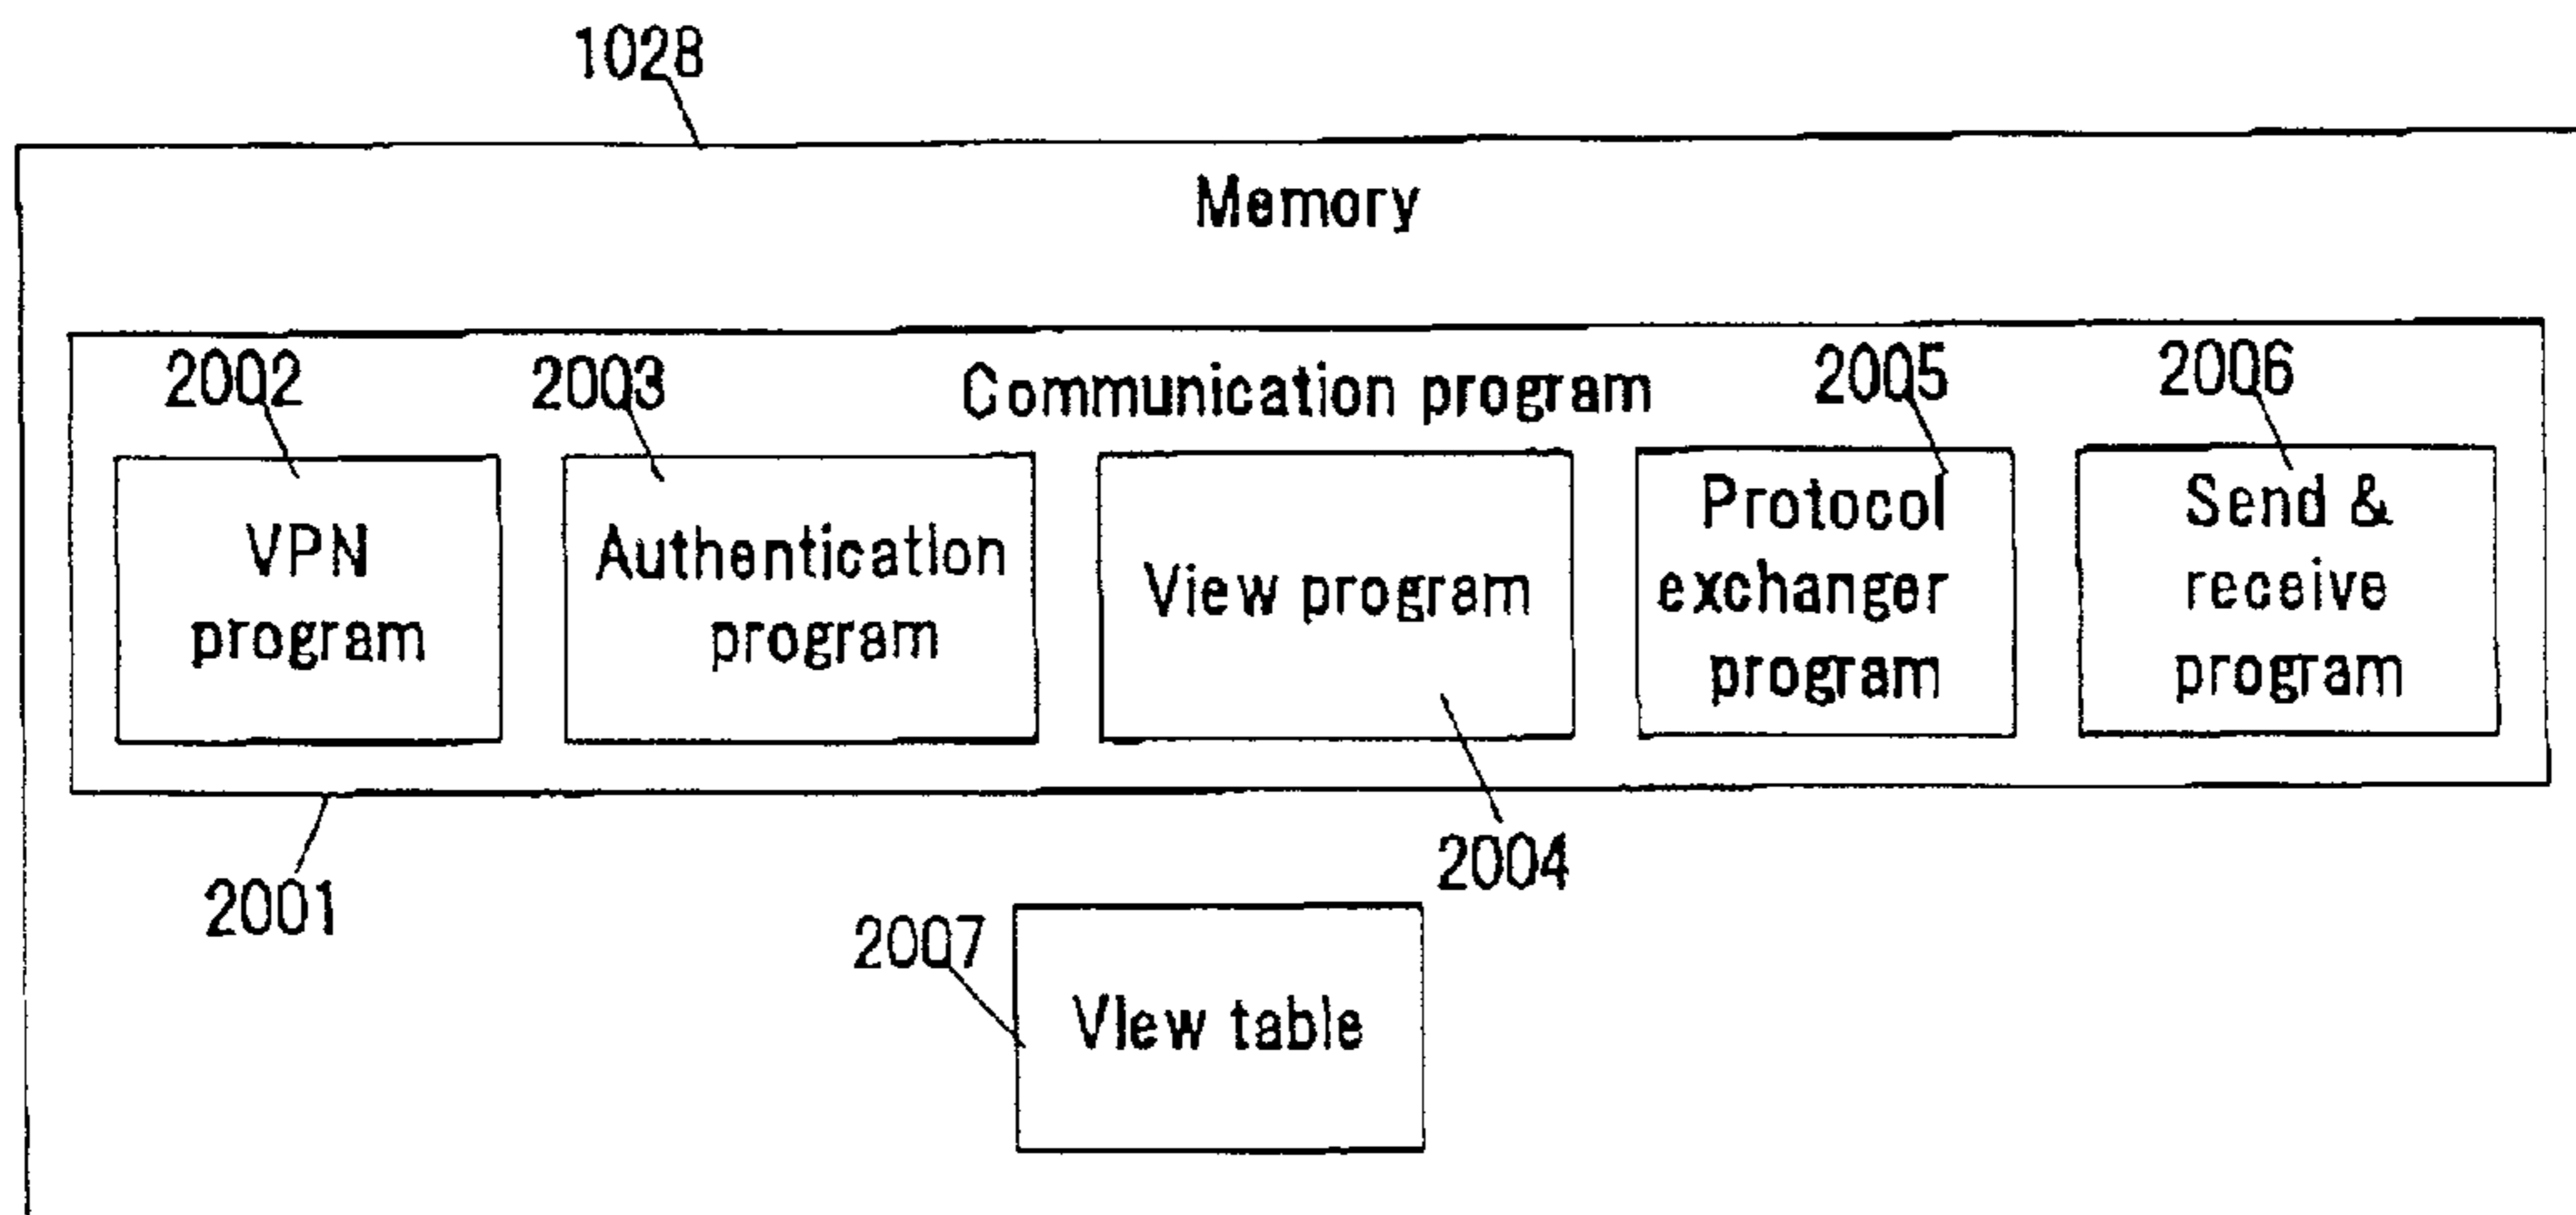 1028
Memory
2002
2003
Communication program
2005
2006
VPN
program
Authentication
program
View program
Protocol
exchanger
program
Send &
receive
program
2001
2004
2007
View table